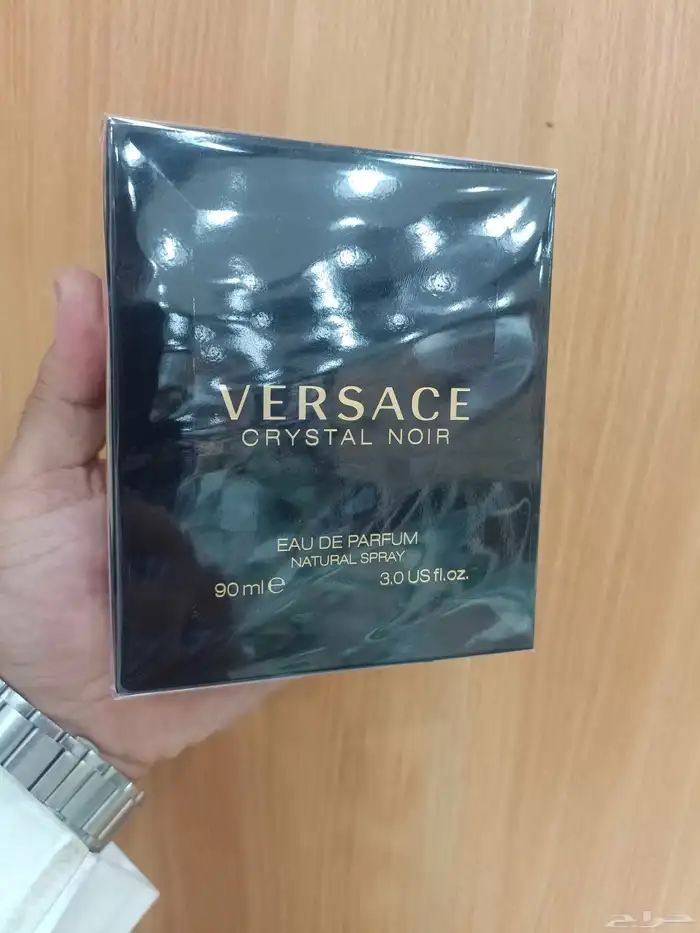 VERSACE
CRYSTAL NOIR
EAU DE PARFUM
NATURAL SPRAY
90 ml e 3.0 US fl.oz.
حراج